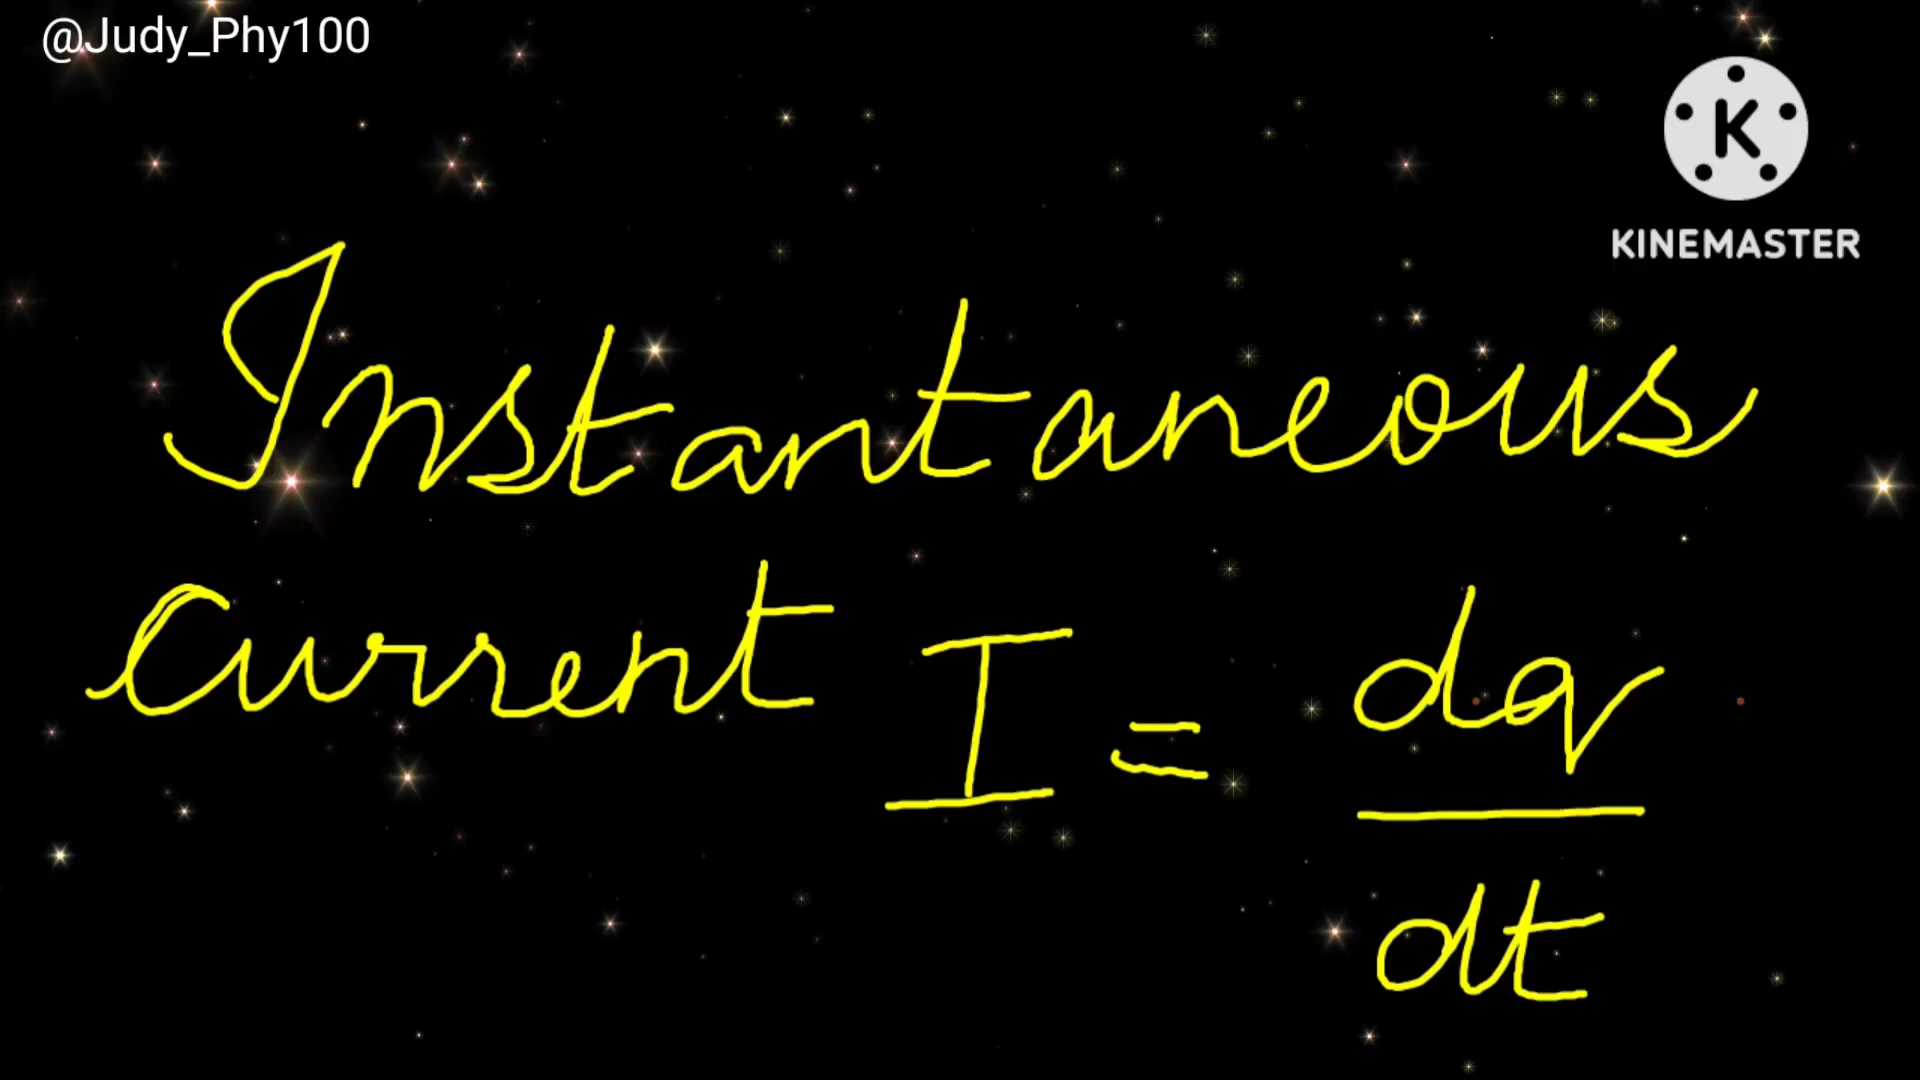 @Judy_Phy100
K
KINEMASTER
Instantaneous
Current I = dq/dt